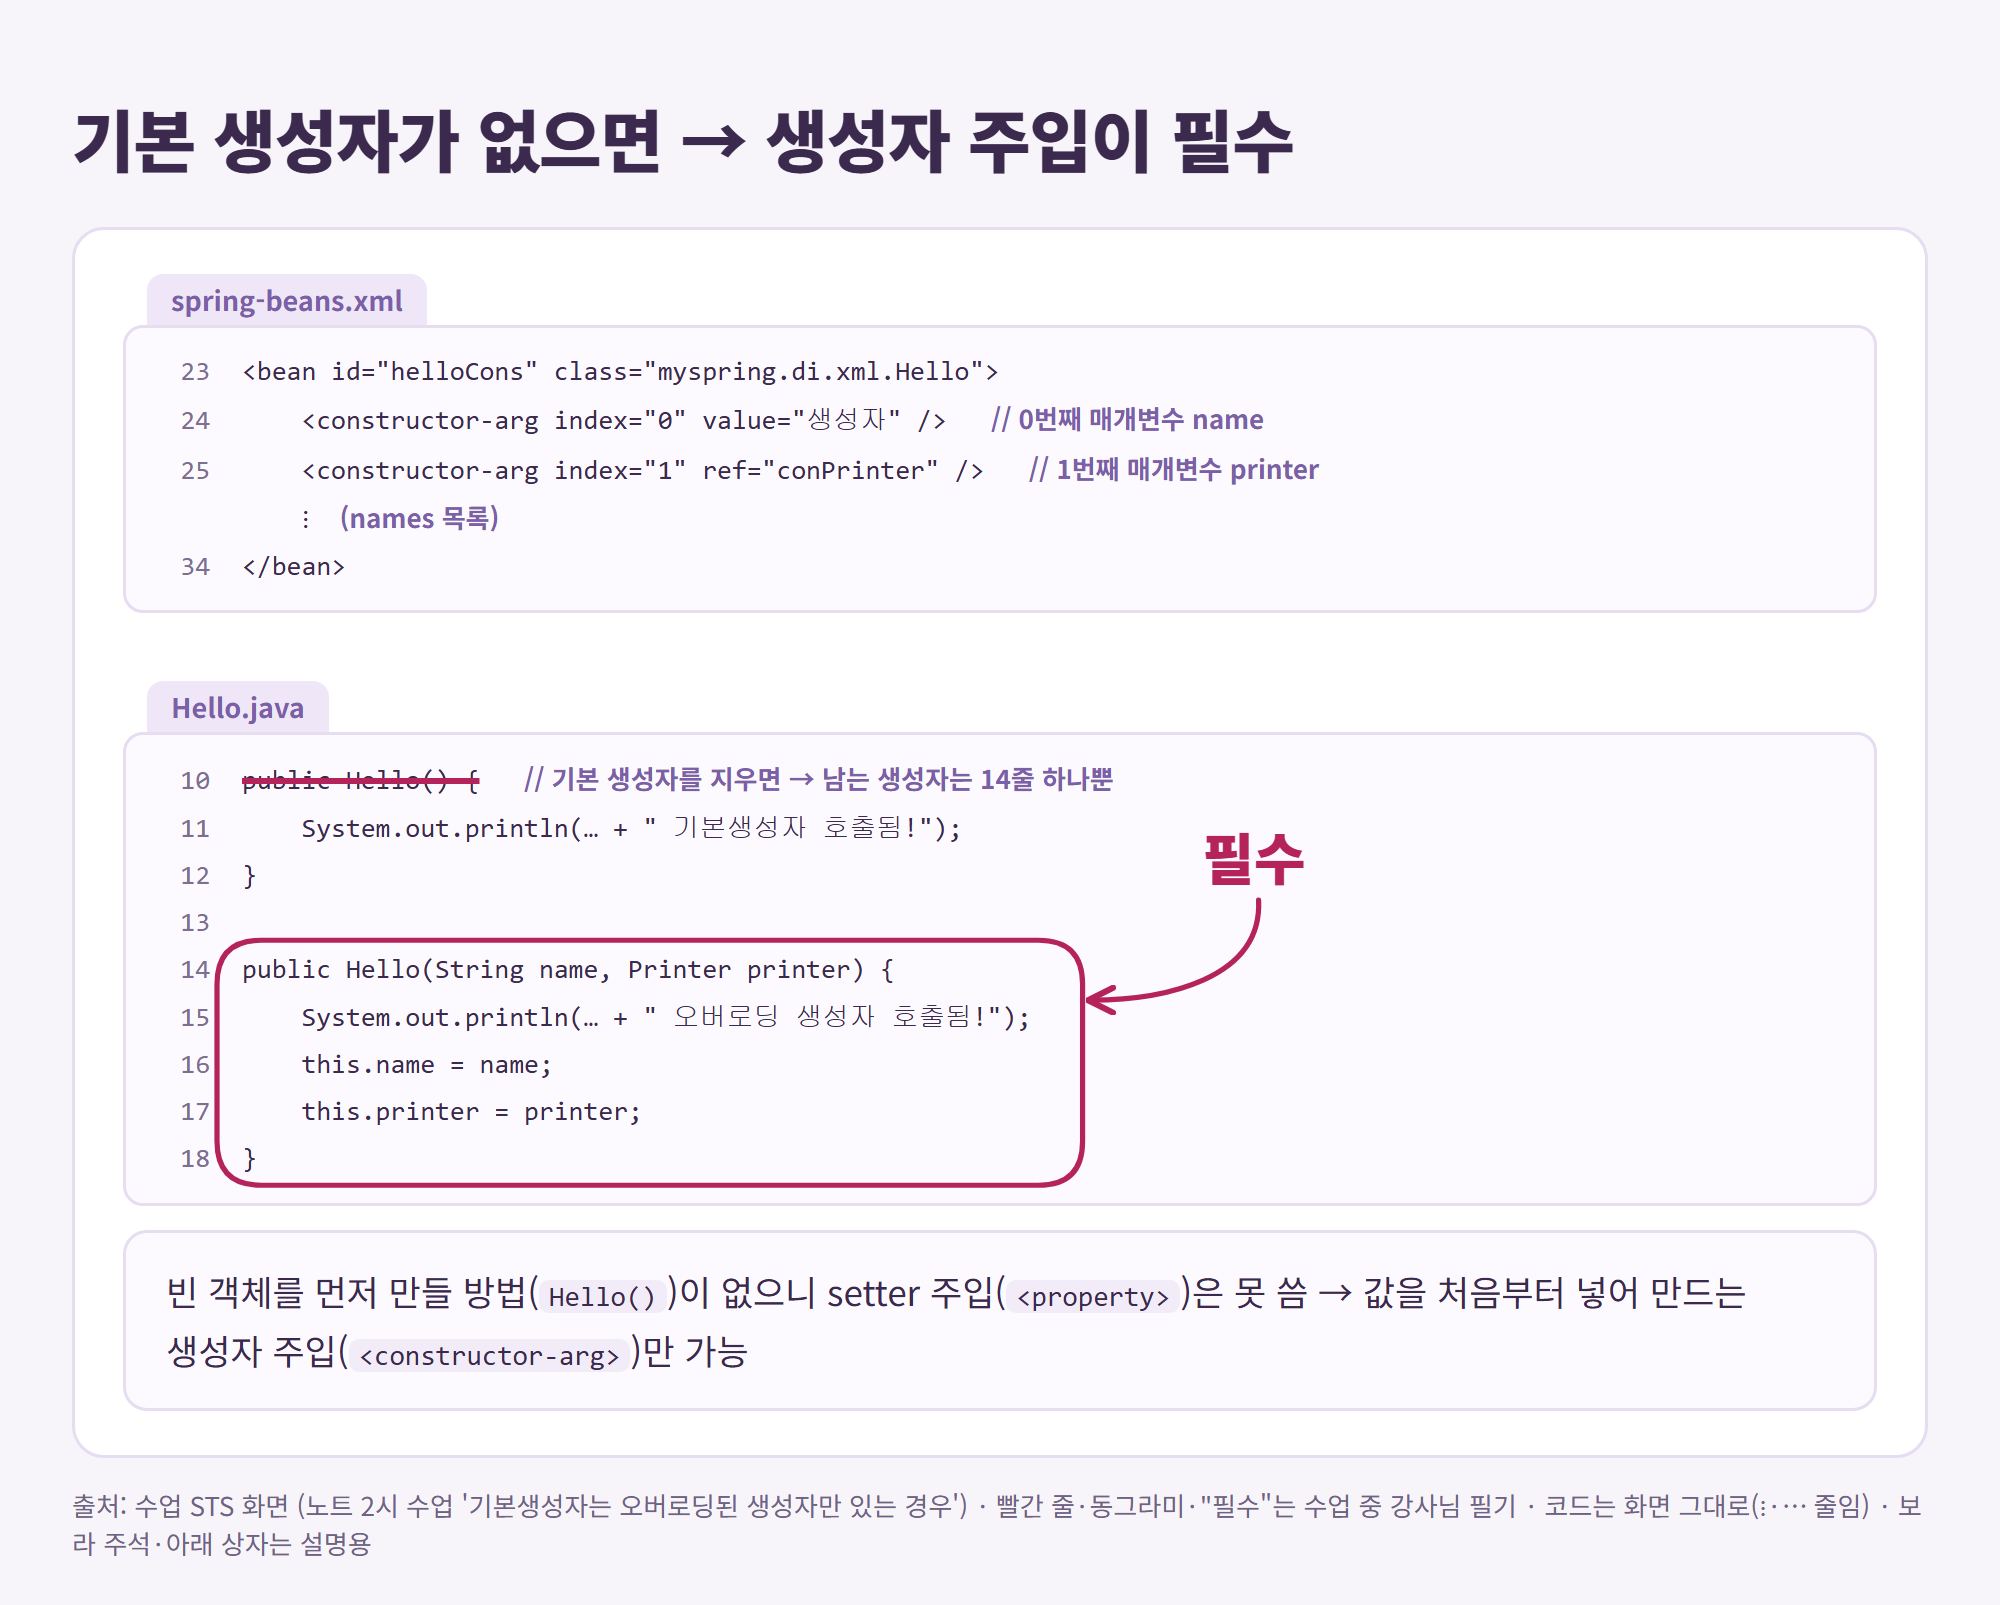 기본 생성자가 없으면 → 생성자 주입이 필수
spring-beans.xml
23 <bean id="helloCons" class="myspring.di.xml.Hello">
24     <constructor-arg index="0" value="생성자" />   // 0번째 매개변수 name
25     <constructor-arg index="1" ref="conPrinter" />   // 1번째 매개변수 printer
⋮ (names 목록)
34 </bean>
Hello.java
10 public Hello() {   // 기본 생성자를 지우면 → 남는 생성자는 14줄 하나뿐
11     System.out.println(… + " 기본생성자 호출됨!");
12 }
필수
13
14 public Hello(String name, Printer printer) {
15     System.out.println(… + " 오버로딩 생성자 호출됨!");
16     this.name = name;
17     this.printer = printer;
18 }
빈 객체를 먼저 만들 방법(Hello())이 없으니 setter 주입(<property>)은 못 씀 → 값을 처음부터 넣어 만드는
생성자 주입(<constructor-arg>)만 가능
출처: 수업 STS 화면 (노트 2시 수업 '기본생성자는 오버로딩된 생성자만 있는 경우') · 빨간 줄·동그라미·"필수"는 수업 중 강사님 필기 · 코드는 화면 그대로(⋮·⋯ 줄임) · 보
라 주석·아래 상자는 설명용